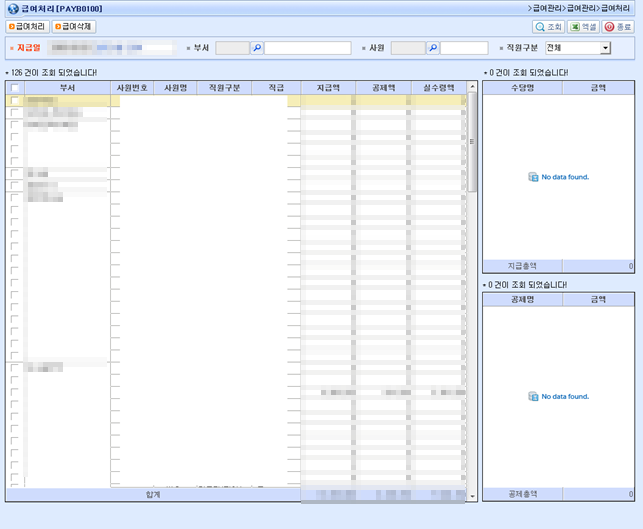 급여처리[PAYB0100]
>급여관리>급여관리>급여처리
급여처리 급여삭제
조회 엑셀 종료
지급일 부서 사원 직원구분 전체
126 건이 조회 되었습니다!
부서 사원번호 사원명 직원구분 직급 지급액 공제액 실수령액
합계
0 건이 조회 되었습니다!
수당명 금액
No data found.
지급총액 0
0 건이 조회 되었습니다!
공제명 금액
No data found.
공제총액 0